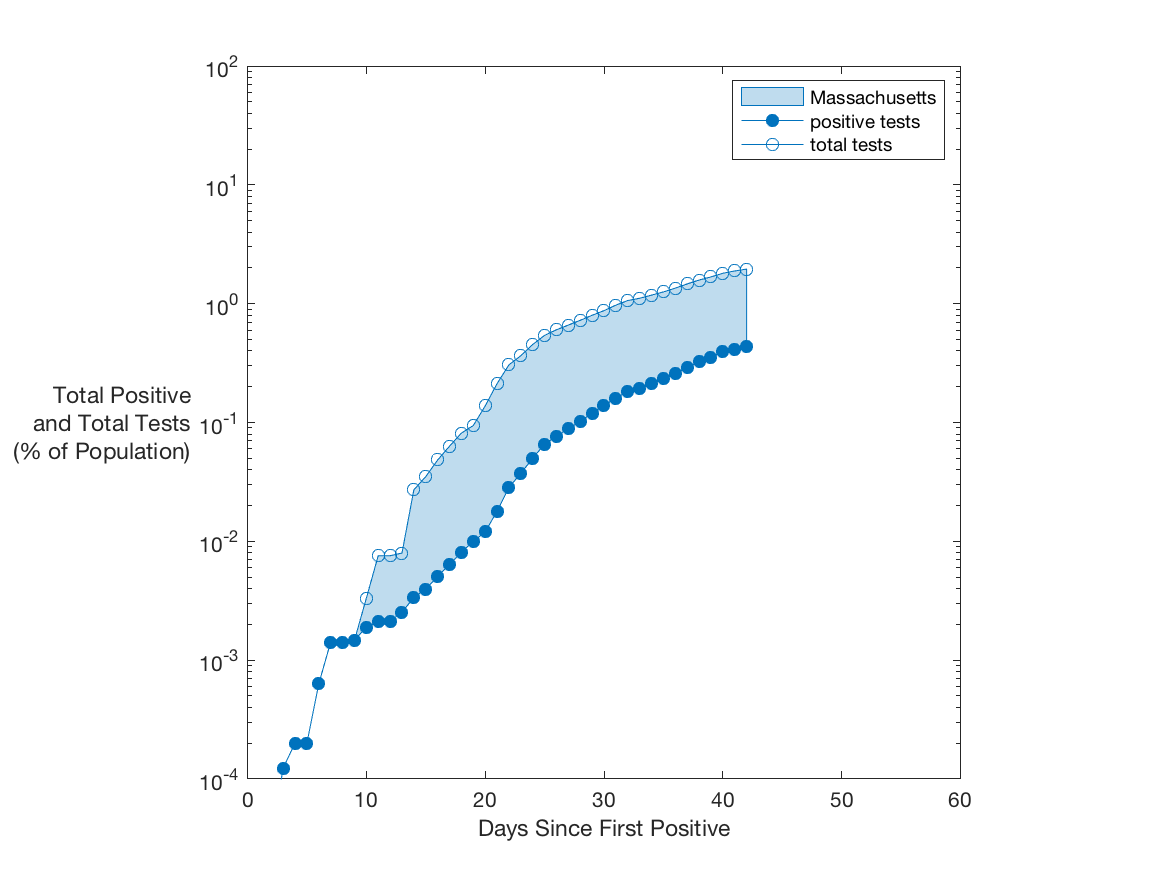 10^2
10^1
10^0
10^-1
10^-2
10^-3
10^-4
Total Positive
and Total Tests
(% of Population)
Massachusetts
positive tests
total tests
0 10 20 30 40 50 60
Days Since First Positive